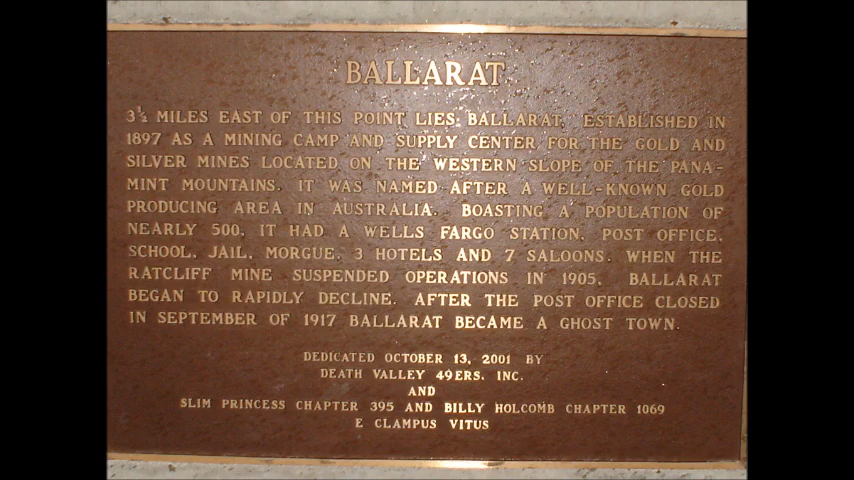 BALLARAT
3½ MILES EAST OF THIS POINT LIES BALLARAT, ESTABLISHED IN
1897 AS A MINING CAMP AND SUPPLY CENTER FOR THE GOLD AND
SILVER MINES LOCATED ON THE WESTERN SLOPE OF THE PANA-
MINT MOUNTAINS. IT WAS NAMED AFTER A WELL-KNOWN GOLD
PRODUCING AREA IN AUSTRALIA. BOASTING A POPULATION OF
NEARLY 500, IT HAD A WELLS FARGO STATION, POST OFFICE,
SCHOOL, JAIL, MORGUE, 3 HOTELS AND 7 SALOONS. WHEN THE
RATCLIFF MINE SUSPENDED OPERATIONS IN 1905, BALLARAT
BEGAN TO RAPIDLY DECLINE. AFTER THE POST OFFICE CLOSED
IN SEPTEMBER OF 1917 BALLARAT BECAME A GHOST TOWN.
DEDICATED OCTOBER 13, 2001 BY
DEATH VALLEY 49ERS, INC.
AND
SLIM PRINCESS CHAPTER 395 AND BILLY HOLCOMB CHAPTER 1069
E CLAMPUS VITUS